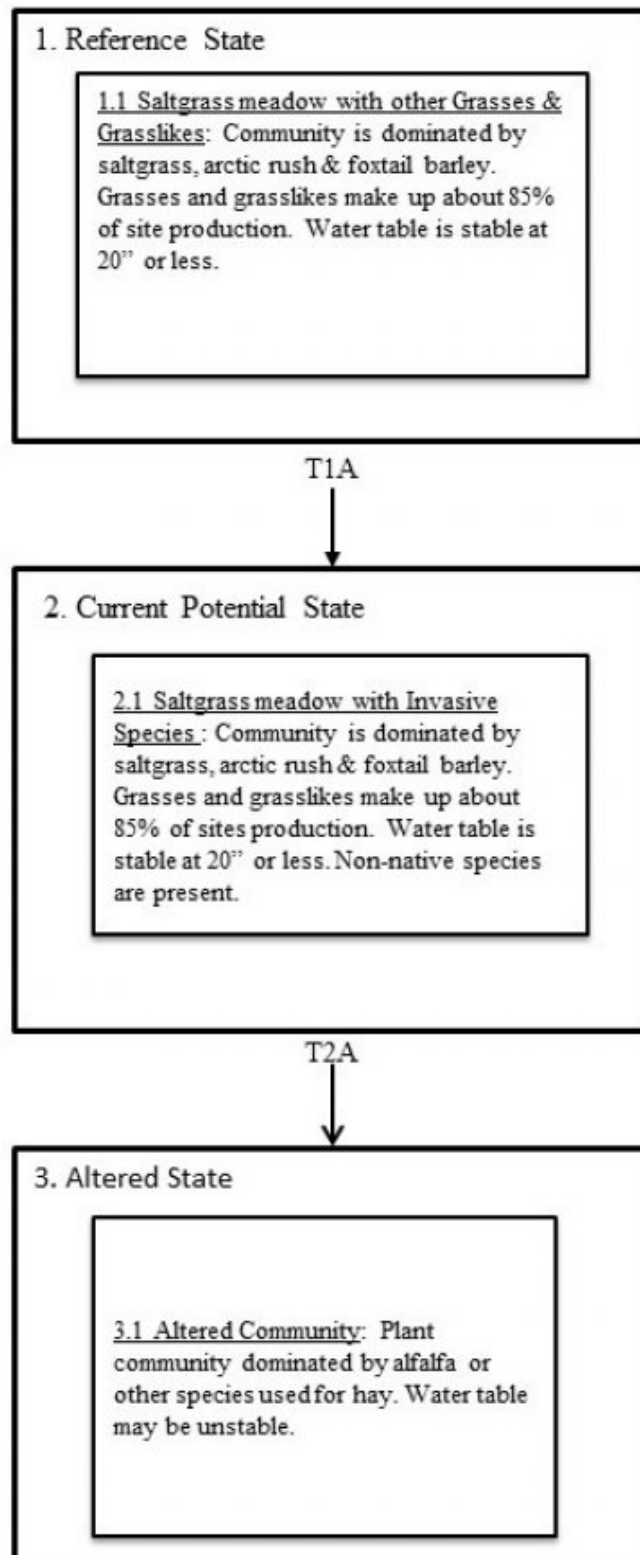 1. Reference State
1.1 Saltgrass meadow with other Grasses &
Grasslikes: Community is dominated by
saltgrass, arctic rush & foxtail barley.
Grasses and grasslikes make up about 85%
of site production. Water table is stable at
20” or less.
T1A
2. Current Potential State
2.1 Saltgrass meadow with Invasive
Species : Community is dominated by
saltgrass, arctic rush & foxtail barley.
Grasses and grasslikes make up about
85% of sites production. Water table is
stable at 20” or less. Non-native species
are present.
T2A
3. Altered State
3.1 Altered Community: Plant
community dominated by alfalfa or
other species used for hay. Water table
may be unstable.